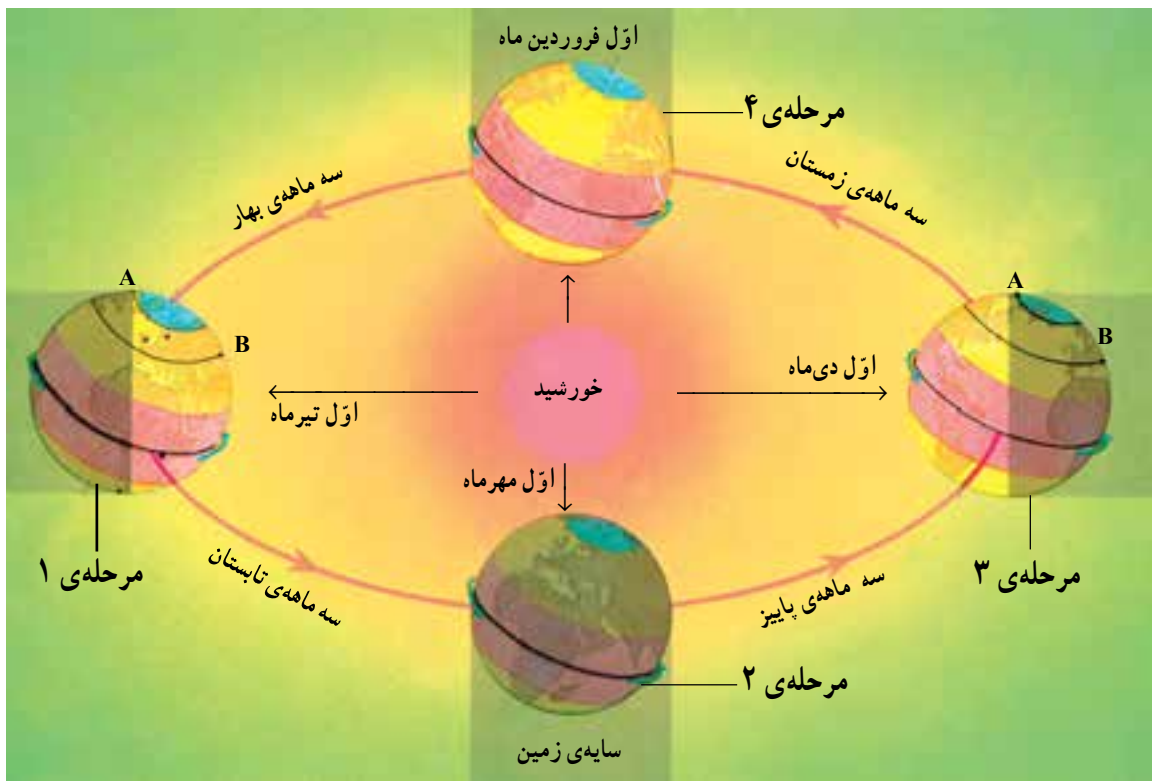 اوّل فروردین ماه
مرحله‌ی ۴
سه ماهه‌ی زمستان
سه ماهه‌ی بهار
A
B
A
B
اوّل دی‌ماه
خورشید
اوّل تیرماه
اوّل مهرماه
مرحله‌ی ۱
سه ماهه‌ی تابستان
سه ماهه‌ی پاییز
مرحله‌ی ۳
مرحله‌ی ۲
سایه‌ی زمین